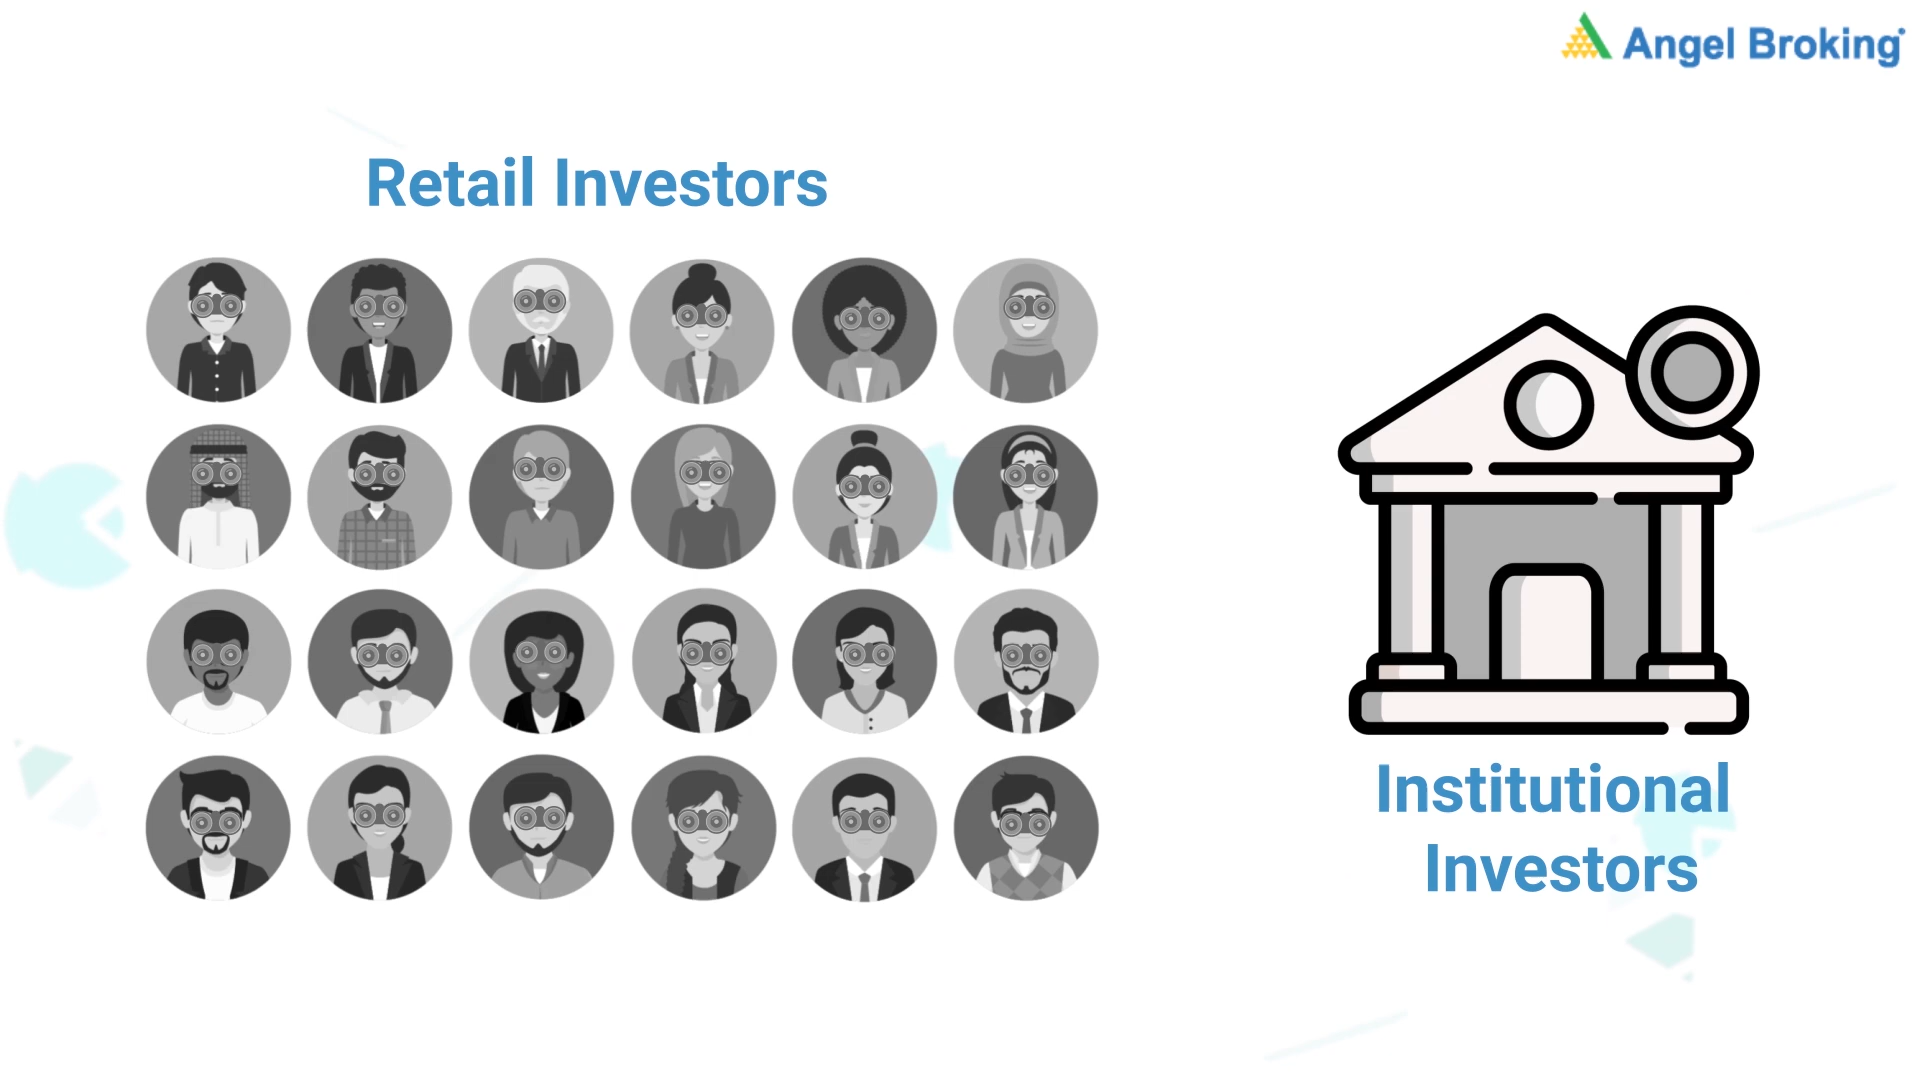 Angel Broking
Retail Investors
Institutional
Investors